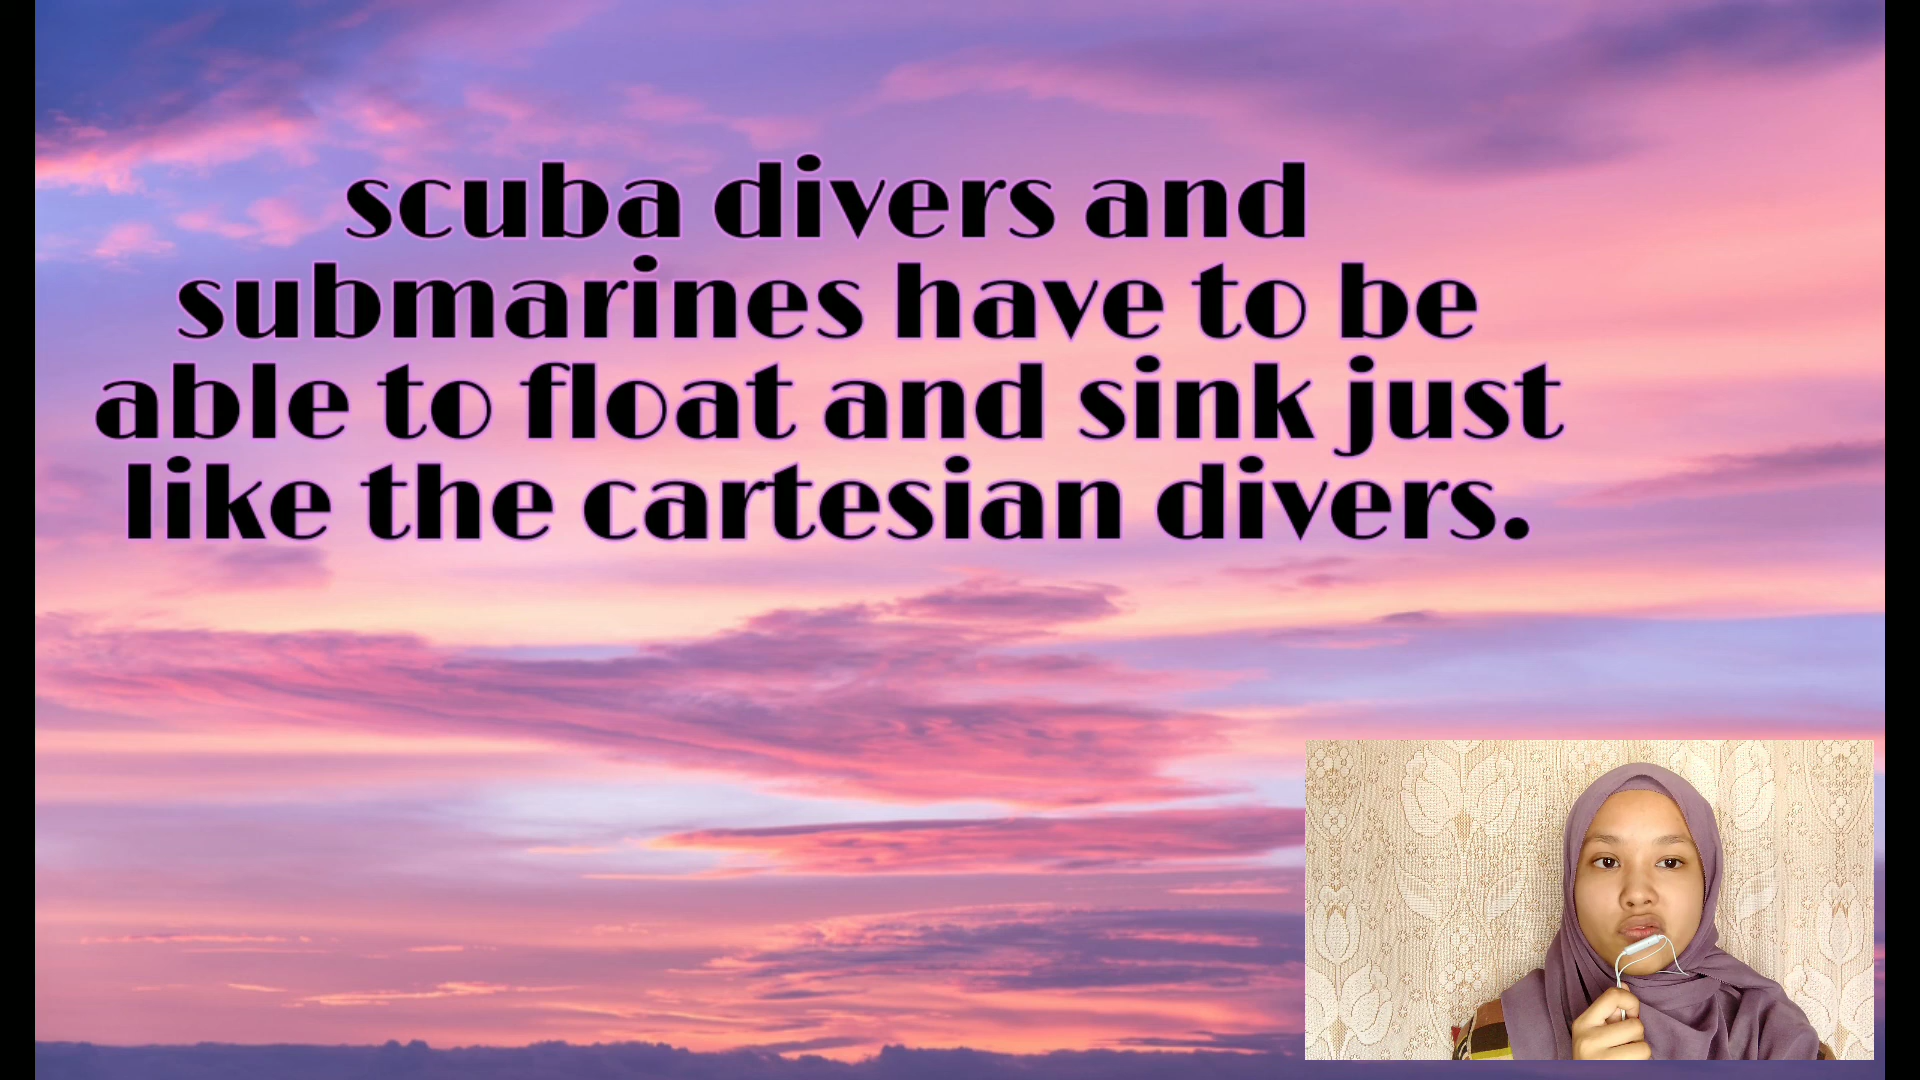 scuba divers and
submarines have to be
able to float and sink just
like the cartesian divers.